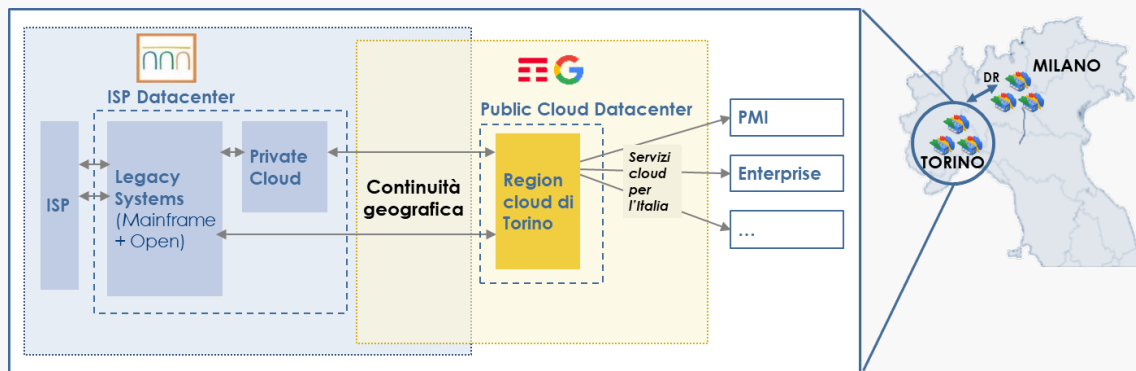 ISP Datacenter
ISP
Legacy
Systems
(Mainframe
+ Open)
Private
Cloud
Continuità
geografica
G
Public Cloud Datacenter
Region
cloud di
Torino
Servizi
cloud per
l'Italia
PMI
Enterprise
...
DR
MILANO
TORINO